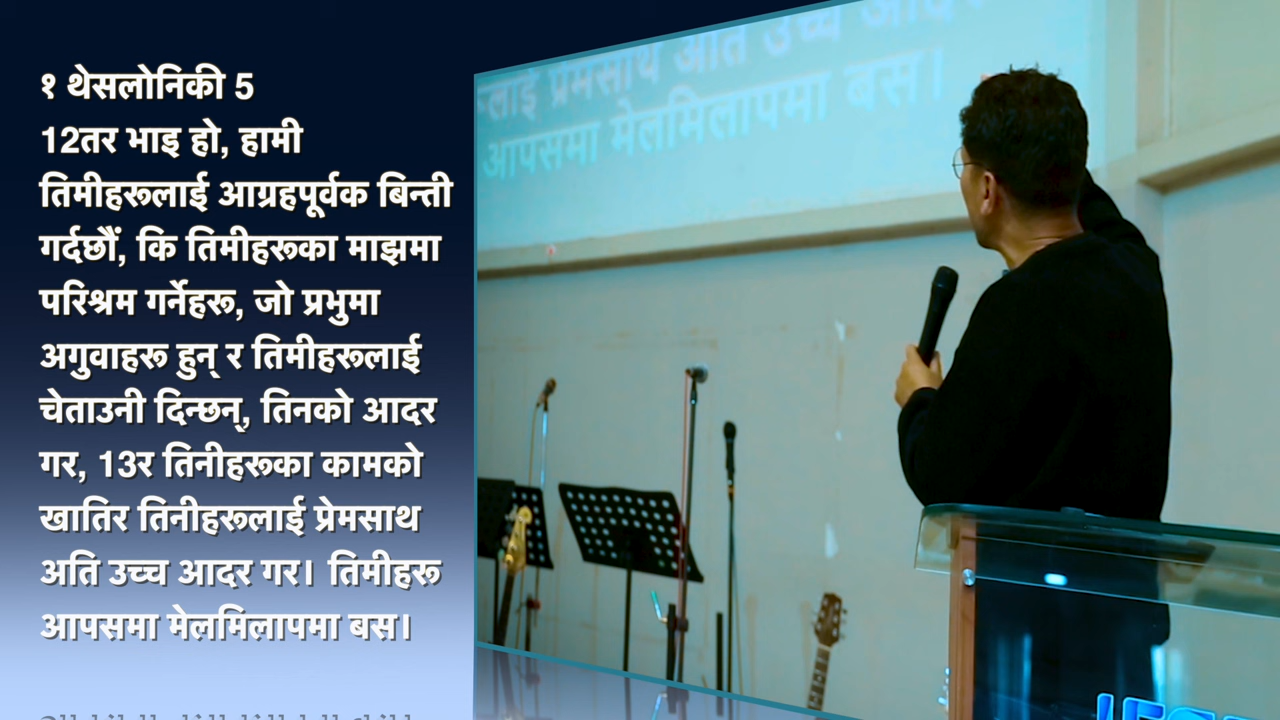 १ थेसलोनिकी 5
12तर भाइ हो, हामी
तिमीहरूलाई आग्रहपूर्वक बिन्ती
गर्दछौं, कि तिमीहरूका माझमा
परिश्रम गर्नेहरू, जो प्रभुमा
अगुवाहरू हुन् र तिमीहरूलाई
चेताउनी दिन्छन्, तिनको आदर
गर, 13र तिनीहरूका कामको
खातिर तिनीहरूलाई प्रेमसाथ
अति उच्च आदर गर। तिमीहरू
आपसमा मेलमिलापमा बस।
प्रेमसाथ अति उच्च
आपसमा मेलमिलापमा बस।